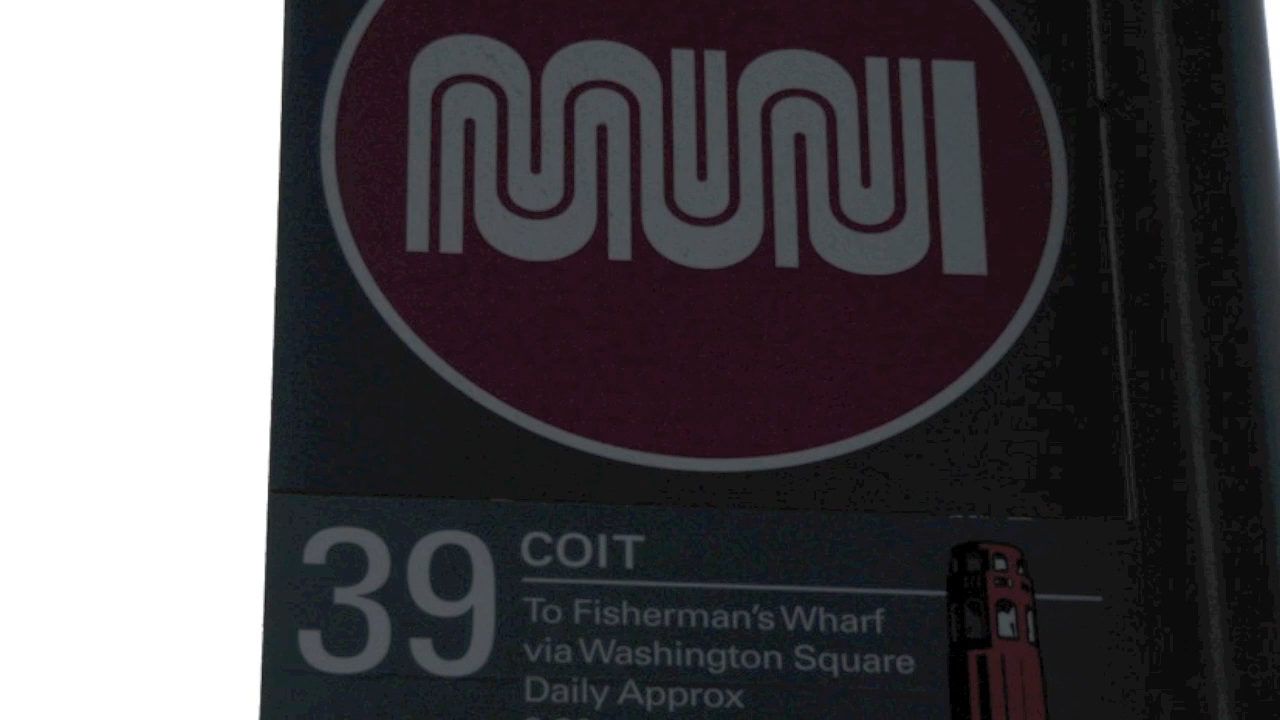 MUNI
39
COIT
To Fisherman's Wharf
via Washington Square
Daily Approx